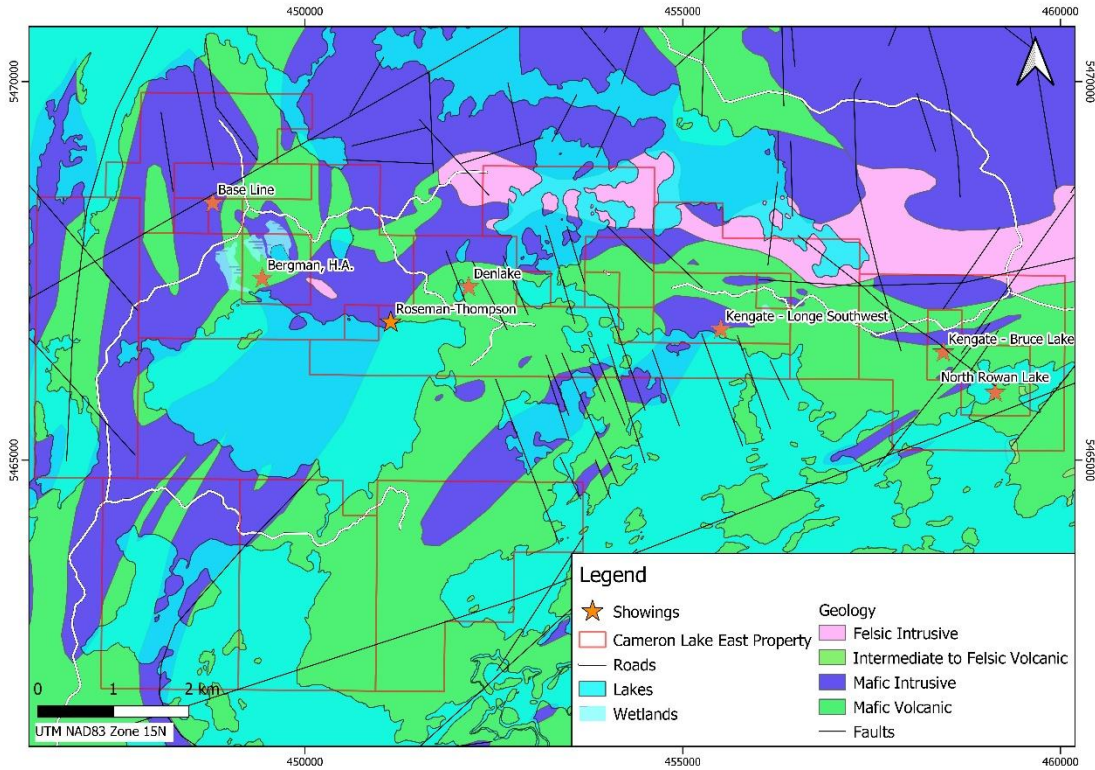 450000
455000
460000
5470000
5470000
Base Line
Bergman, H.A.
Denlake
Roseman-Thompson
Kengate - Longe Southwest
Kengate - Bruce Lake
North Rowan Lake
5465000
5465000
Legend
Showings
Cameron Lake East Property
Roads
Lakes
Wetlands
Geology
Felsic Intrusive
Intermediate to Felsic Volcanic
Mafic Intrusive
Mafic Volcanic
Faults
0 1 2 km
UTM NAD83 Zone 15N
450000
455000
460000